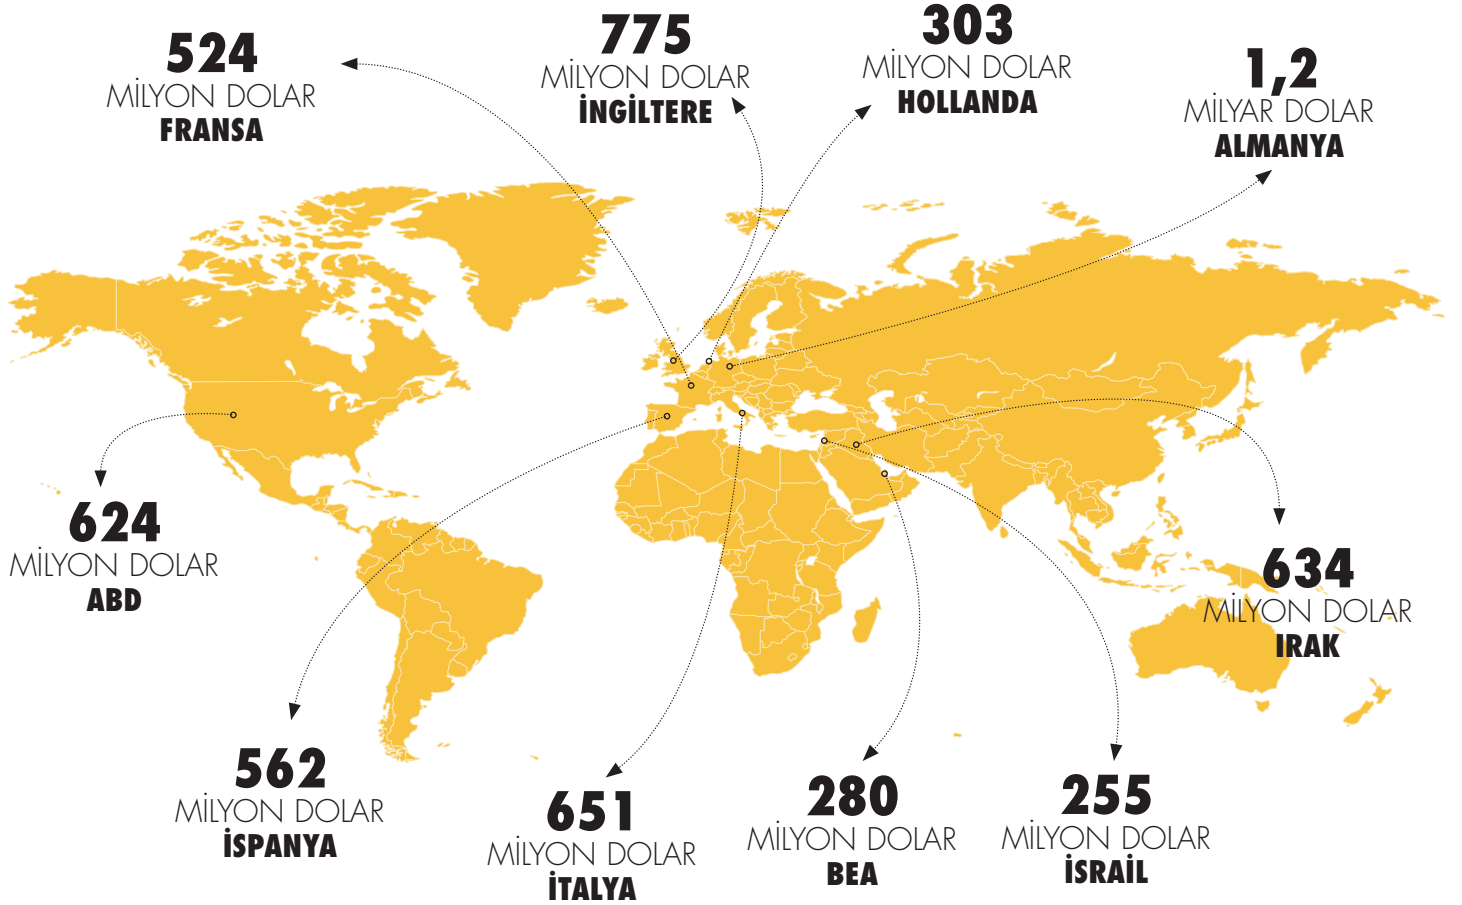 524
MİLYON DOLAR
FRANSA
775
MİLYON DOLAR
İNGİLTERE
303
MİLYON DOLAR
HOLLANDA
1,2
MİLYAR DOLAR
ALMANYA
624
MİLYON DOLAR
ABD
634
MİLYON DOLAR
IRAK
562
MİLYON DOLAR
İSPANYA
651
MİLYON DOLAR
İTALYA
280
MİLYON DOLAR
BEA
255
MİLYON DOLAR
İSRAİL